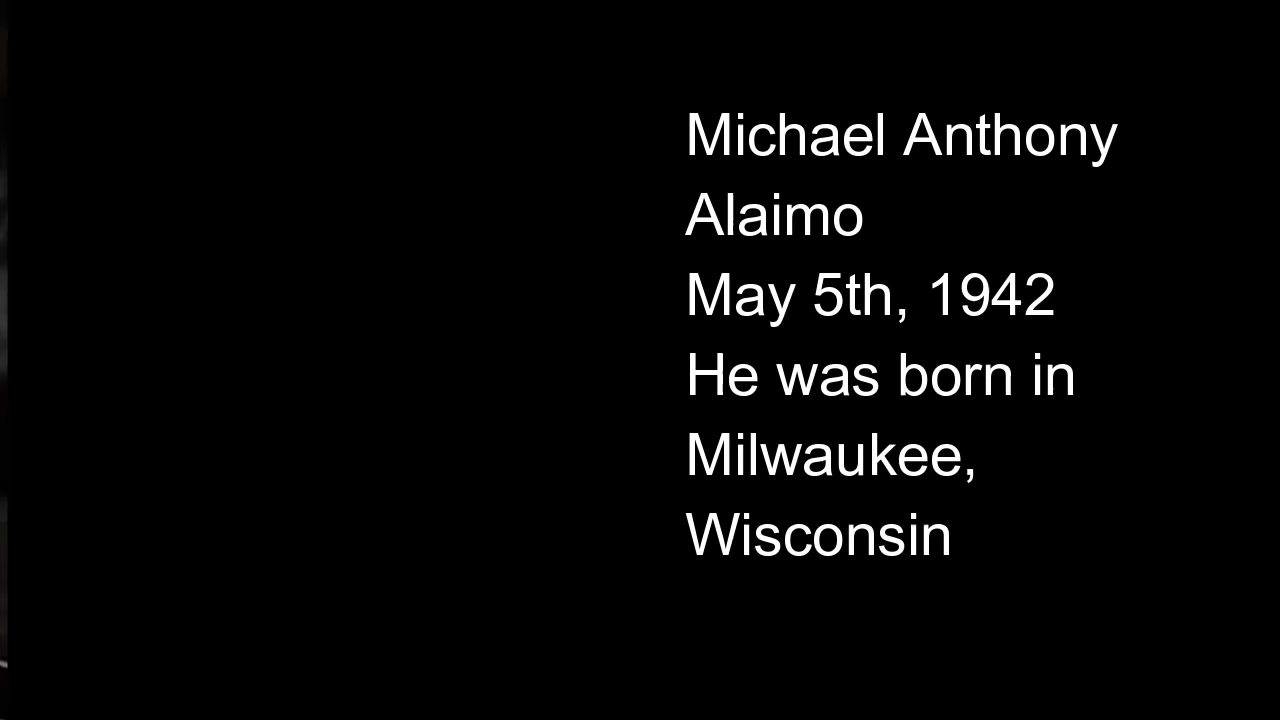 Michael Anthony
Alaimo
May 5th, 1942
He was born in
Milwaukee,
Wisconsin